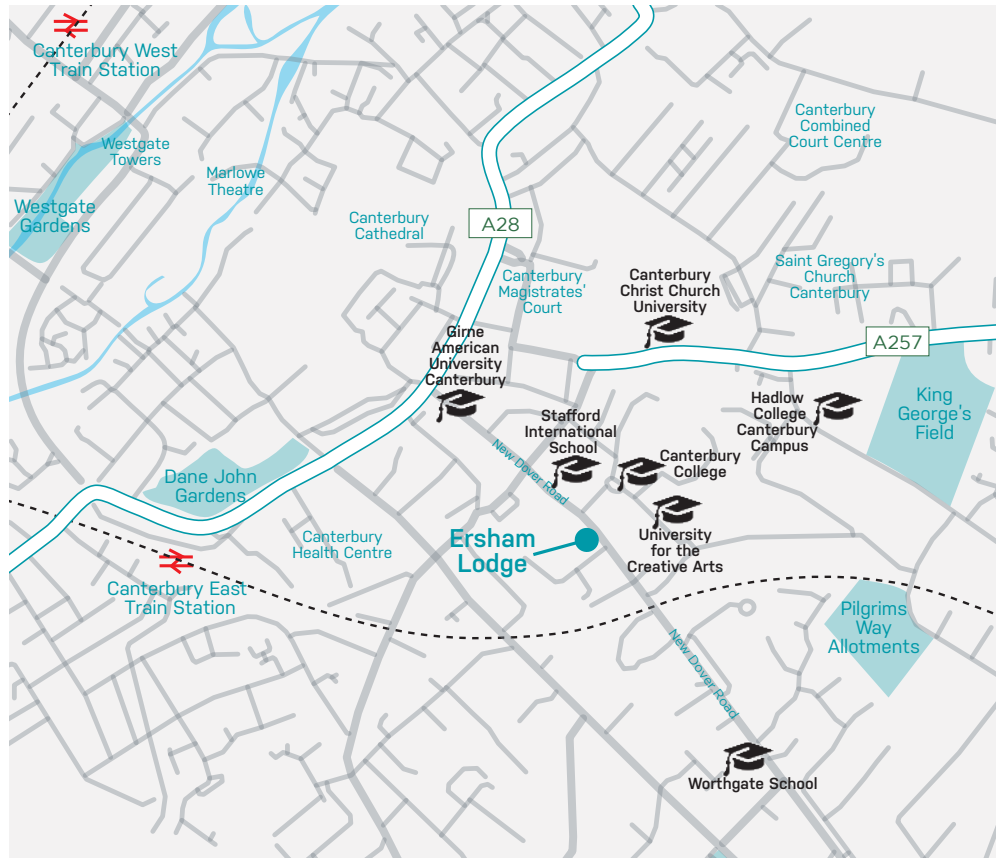 Canterbury West
Train Station
Westgate
Towers
Marlowe
Theatre
Westgate
Gardens
Canterbury
Cathedral
A28
Canterbury
Combined
Court Centre
Canterbury
Magistrates'
Court
Canterbury
Christ Church
University
Saint Gregory's
Church
Canterbury
A257
Girne
American
University
Canterbury
Stafford
International
School
Hadlow
College
Canterbury
Campus
King
George's
Field
Dane John
Gardens
New Dover Road
Canterbury
College
Canterbury
Health Centre
Ersham
Lodge
University
for the
Creative Arts
Canterbury East
Train Station
Pilgrims
Way
Allotments
New Dover Road
Worthgate School